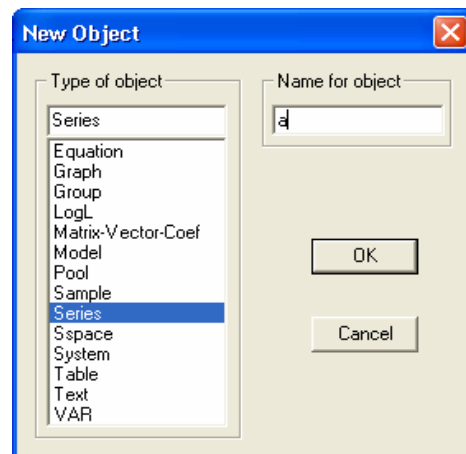 New Object
Type of object
Name for object
Series
a
Equation
Graph
Group
LogL
Matrix-Vector-Coef
Model
Pool
Sample
Series
Sspace
System
Table
Text
VAR
OK
Cancel